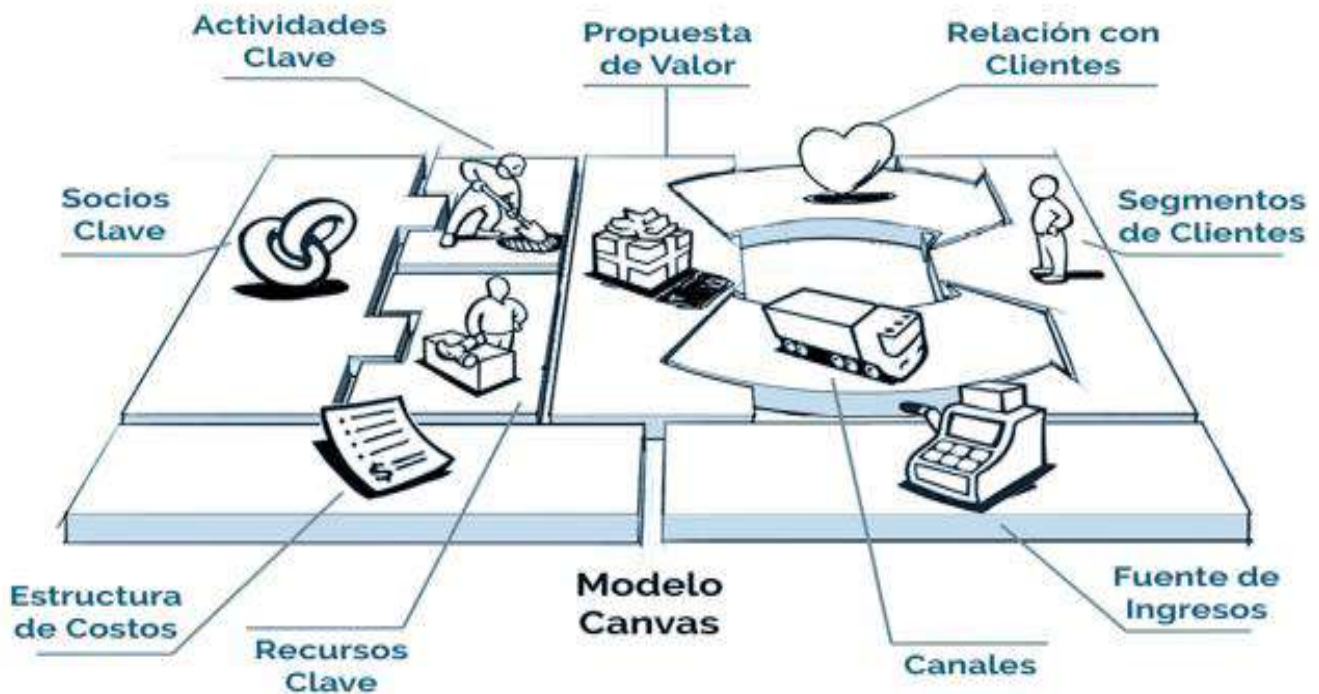 Actividades
Clave
Propuesta
de Valor
Relación con
Clientes
Socios
Clave
Segmentos
de Clientes
Estructura
de Costos
Recursos
Clave
Modelo
Canvas
Canales
Fuente de
Ingresos